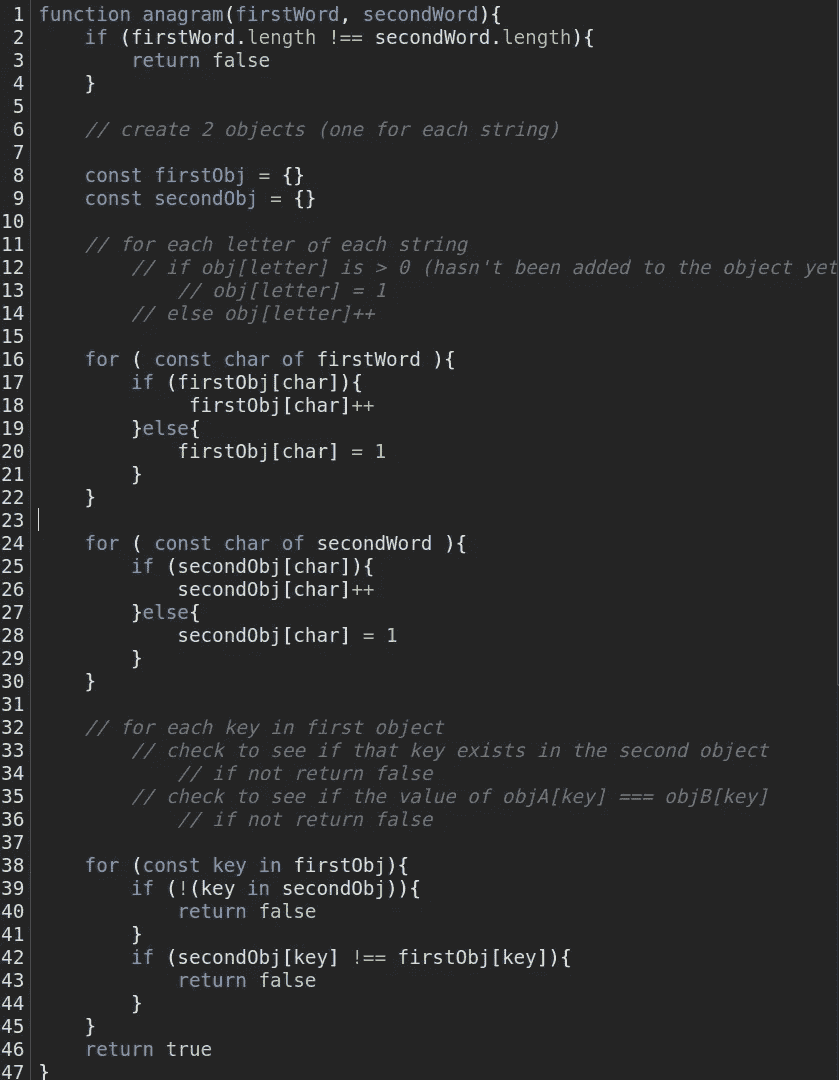 1 function anagram(firstWord, secondWord){
2     if (firstWord.length !== secondWord.length){
3         return false
4     }
5
6     // create 2 objects (one for each string)
7
8     const firstObj = {}
9     const secondObj = {}
10
11     // for each letter of each string
12         // if obj[letter] is > 0 (hasn't been added to the object yet
13             // obj[letter] = 1
14         // else obj[letter]++
15
16     for ( const char of firstWord ){
17         if (firstObj[char]){
18              firstObj[char]++
19         }else{
20             firstObj[char] = 1
21         }
22     }
23
24     for ( const char of secondWord ){
25         if (secondObj[char]){
26             secondObj[char]++
27         }else{
28             secondObj[char] = 1
29         }
30     }
31
32     // for each key in first object
33         // check to see if that key exists in the second object
34             // if not return false
35         // check to see if the value of objA[key] === objB[key]
36             // if not return false
37
38     for (const key in firstObj){
39         if (!(key in secondObj)){
40             return false
41         }
42         if (secondObj[key] !== firstObj[key]){
43             return false
44         }
45     }
46     return true
47 }